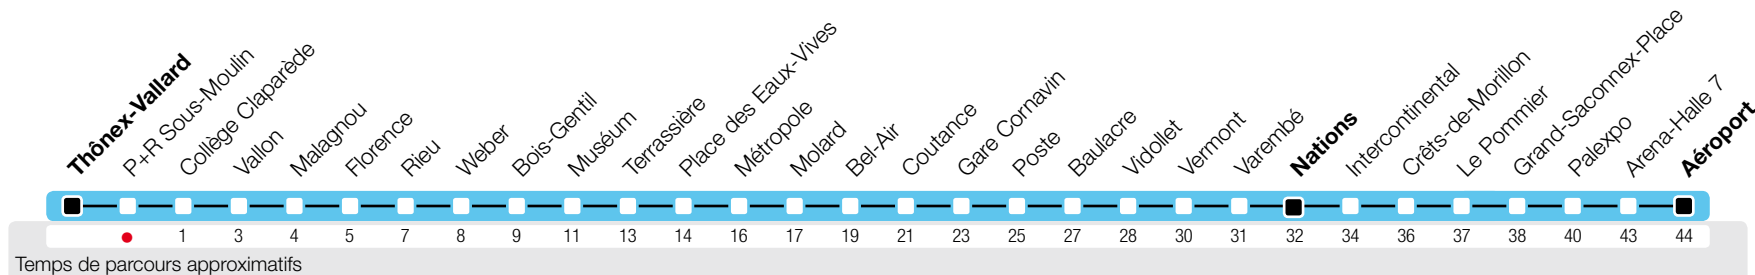 Thônex-Vallard
P+R Sous-Moulin
Collège Claparède
Vallon
Malagnou
Florence
Rieu
Weber
Bois-Gentil
Muséum
Terrassière
Place des Eaux-Vives
Métropole
Molard
Bel-Air
Coutance
Gare Cornavin
Poste
Baulacre
Vidollet
Vermont
Varembé
Nations
Intercontinental
Crêts-de-Morillon
Le Pommier
Grand-Saconnex-Place
Palexpo
Arena-Halle 7
Aéroport
1 3 4 5 7 8 9 11 13 14 16 17 19 21 23 25 27 28 30 31 32 34 36 37 38 40 43 44
Temps de parcours approximatifs